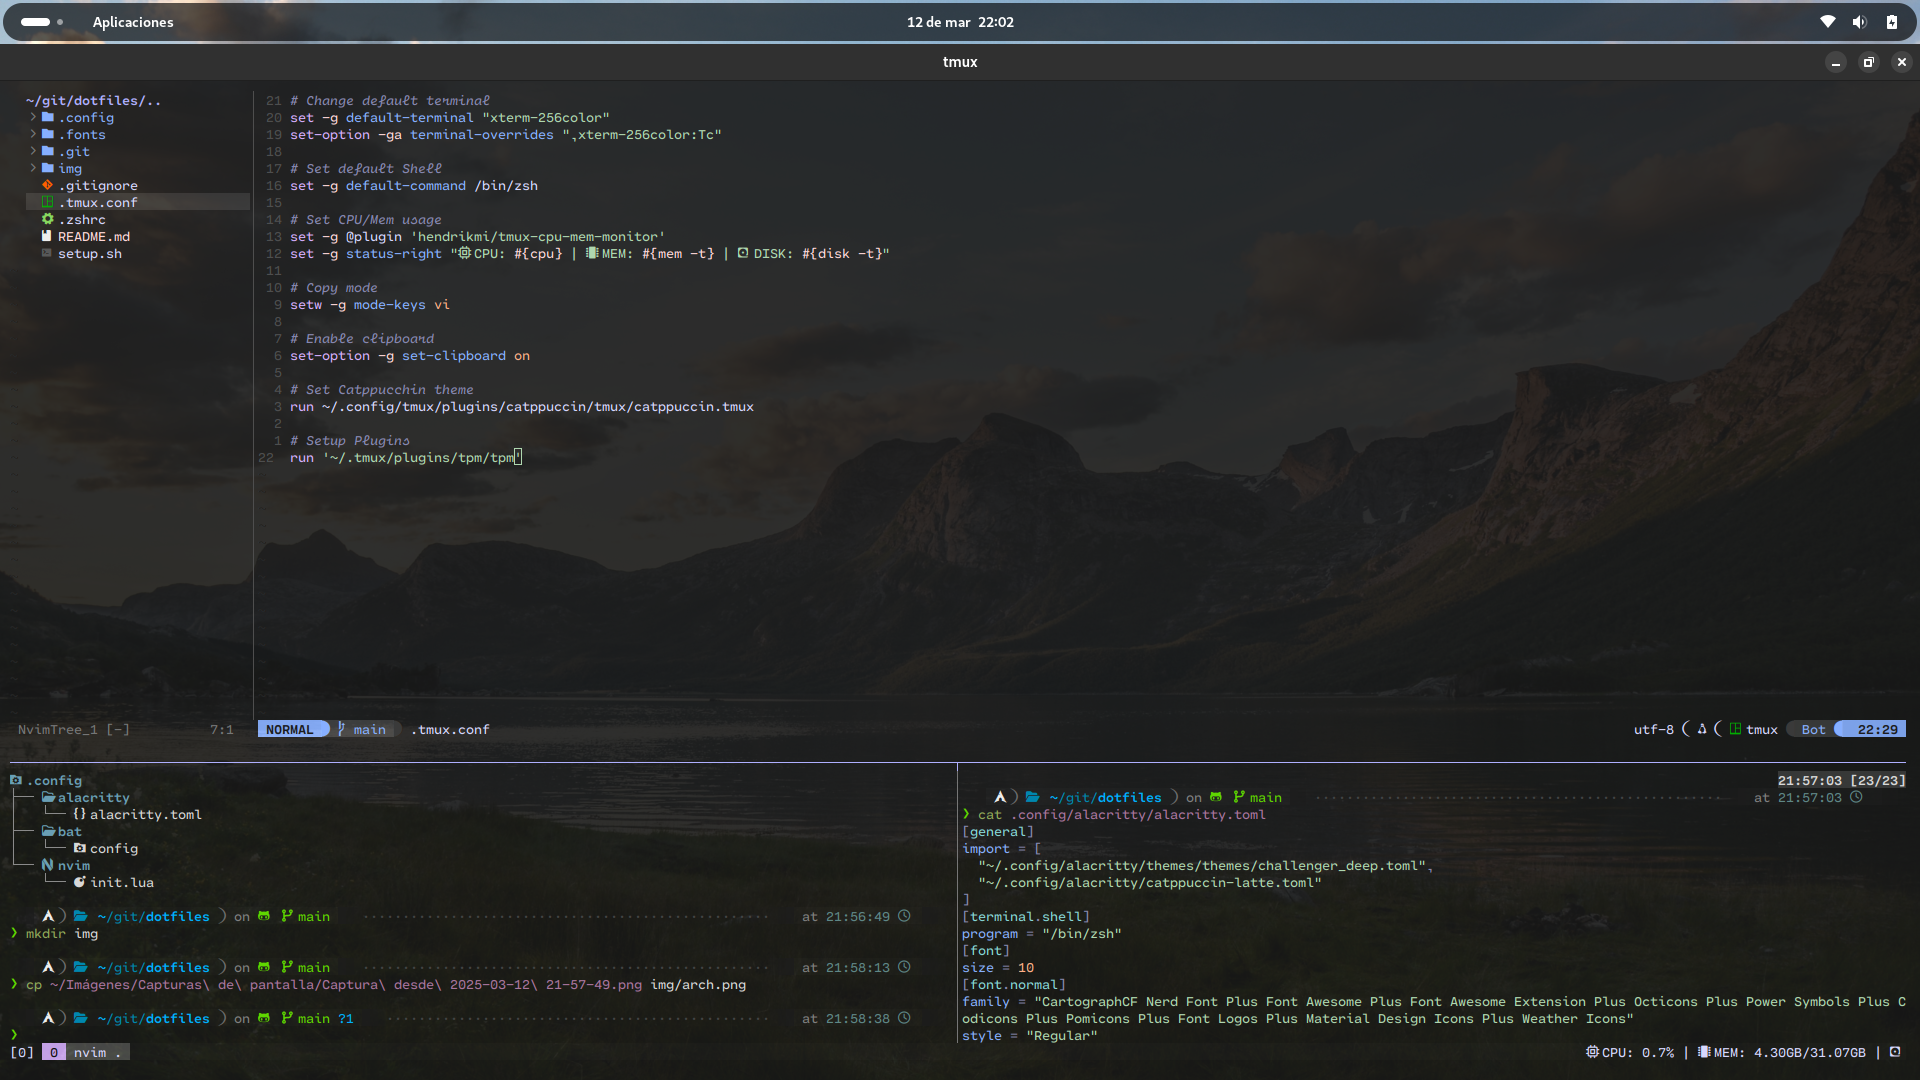 Aplicaciones
12 de mar 22:02
tmux
~/git/dotfiles/..
.config
.fonts
.git
img
.gitignore
.tmux.conf
.zshrc
README.md
setup.sh
21 # Change default terminal
20 set -g default-terminal "xterm-256color"
19 set-option -ga terminal-overrides ",xterm-256color:Tc"
18
17 # Set default Shell
16 set -g default-command /bin/zsh
15
14 # Set CPU/Mem usage
13 set -g @plugin 'hendrikmi/tmux-cpu-mem-monitor'
12 set -g status-right "CPU: #{cpu} | MEM: #{mem -t} | DISK: #{disk -t}"
11
10 # Copy mode
9 setw -g mode-keys vi
8
7 # Enable clipboard
6 set-option -g set-clipboard on
5
4 # Set Catppucchin theme
3 run ~/.config/tmux/plugins/catppuccin/tmux/catppuccin.tmux
2
1 # Setup Plugins
22 run '~/.tmux/plugins/tpm/tpm'
NvimTree_1 [-] 7:1
NORMAL main .tmux.conf
utf-8 tmux Bot 22:29
.config
alacritty
{} alacritty.toml
bat
config
nvim
init.lua
~/git/dotfiles on main at 21:56:49
❯ mkdir img
~/git/dotfiles on main at 21:58:13
❯ cp ~/Imágenes/Capturas\ de\ pantalla/Captura\ desde\ 2025-03-12\ 21-57-49.png img/arch.png
~/git/dotfiles on main ?1 at 21:58:38
❯
21:57:03 [23/23]
~/git/dotfiles on main at 21:57:03
❯ cat .config/alacritty/alacritty.toml
[general]
import = [
"~/.config/alacritty/themes/themes/challenger_deep.toml",
"~/.config/alacritty/catppuccin-latte.toml"
]
[terminal.shell]
program = "/bin/zsh"
[font]
size = 10
[font.normal]
family = "CartographCF Nerd Font Plus Font Awesome Plus Font Awesome Extension Plus Octicons Plus Power Symbols Plus C
odicons Plus Pomicons Plus Font Logos Plus Material Design Icons Plus Weather Icons"
style = "Regular"
[0] 0 nvim .
CPU: 0.7% | MEM: 4.30GB/31.07GB |